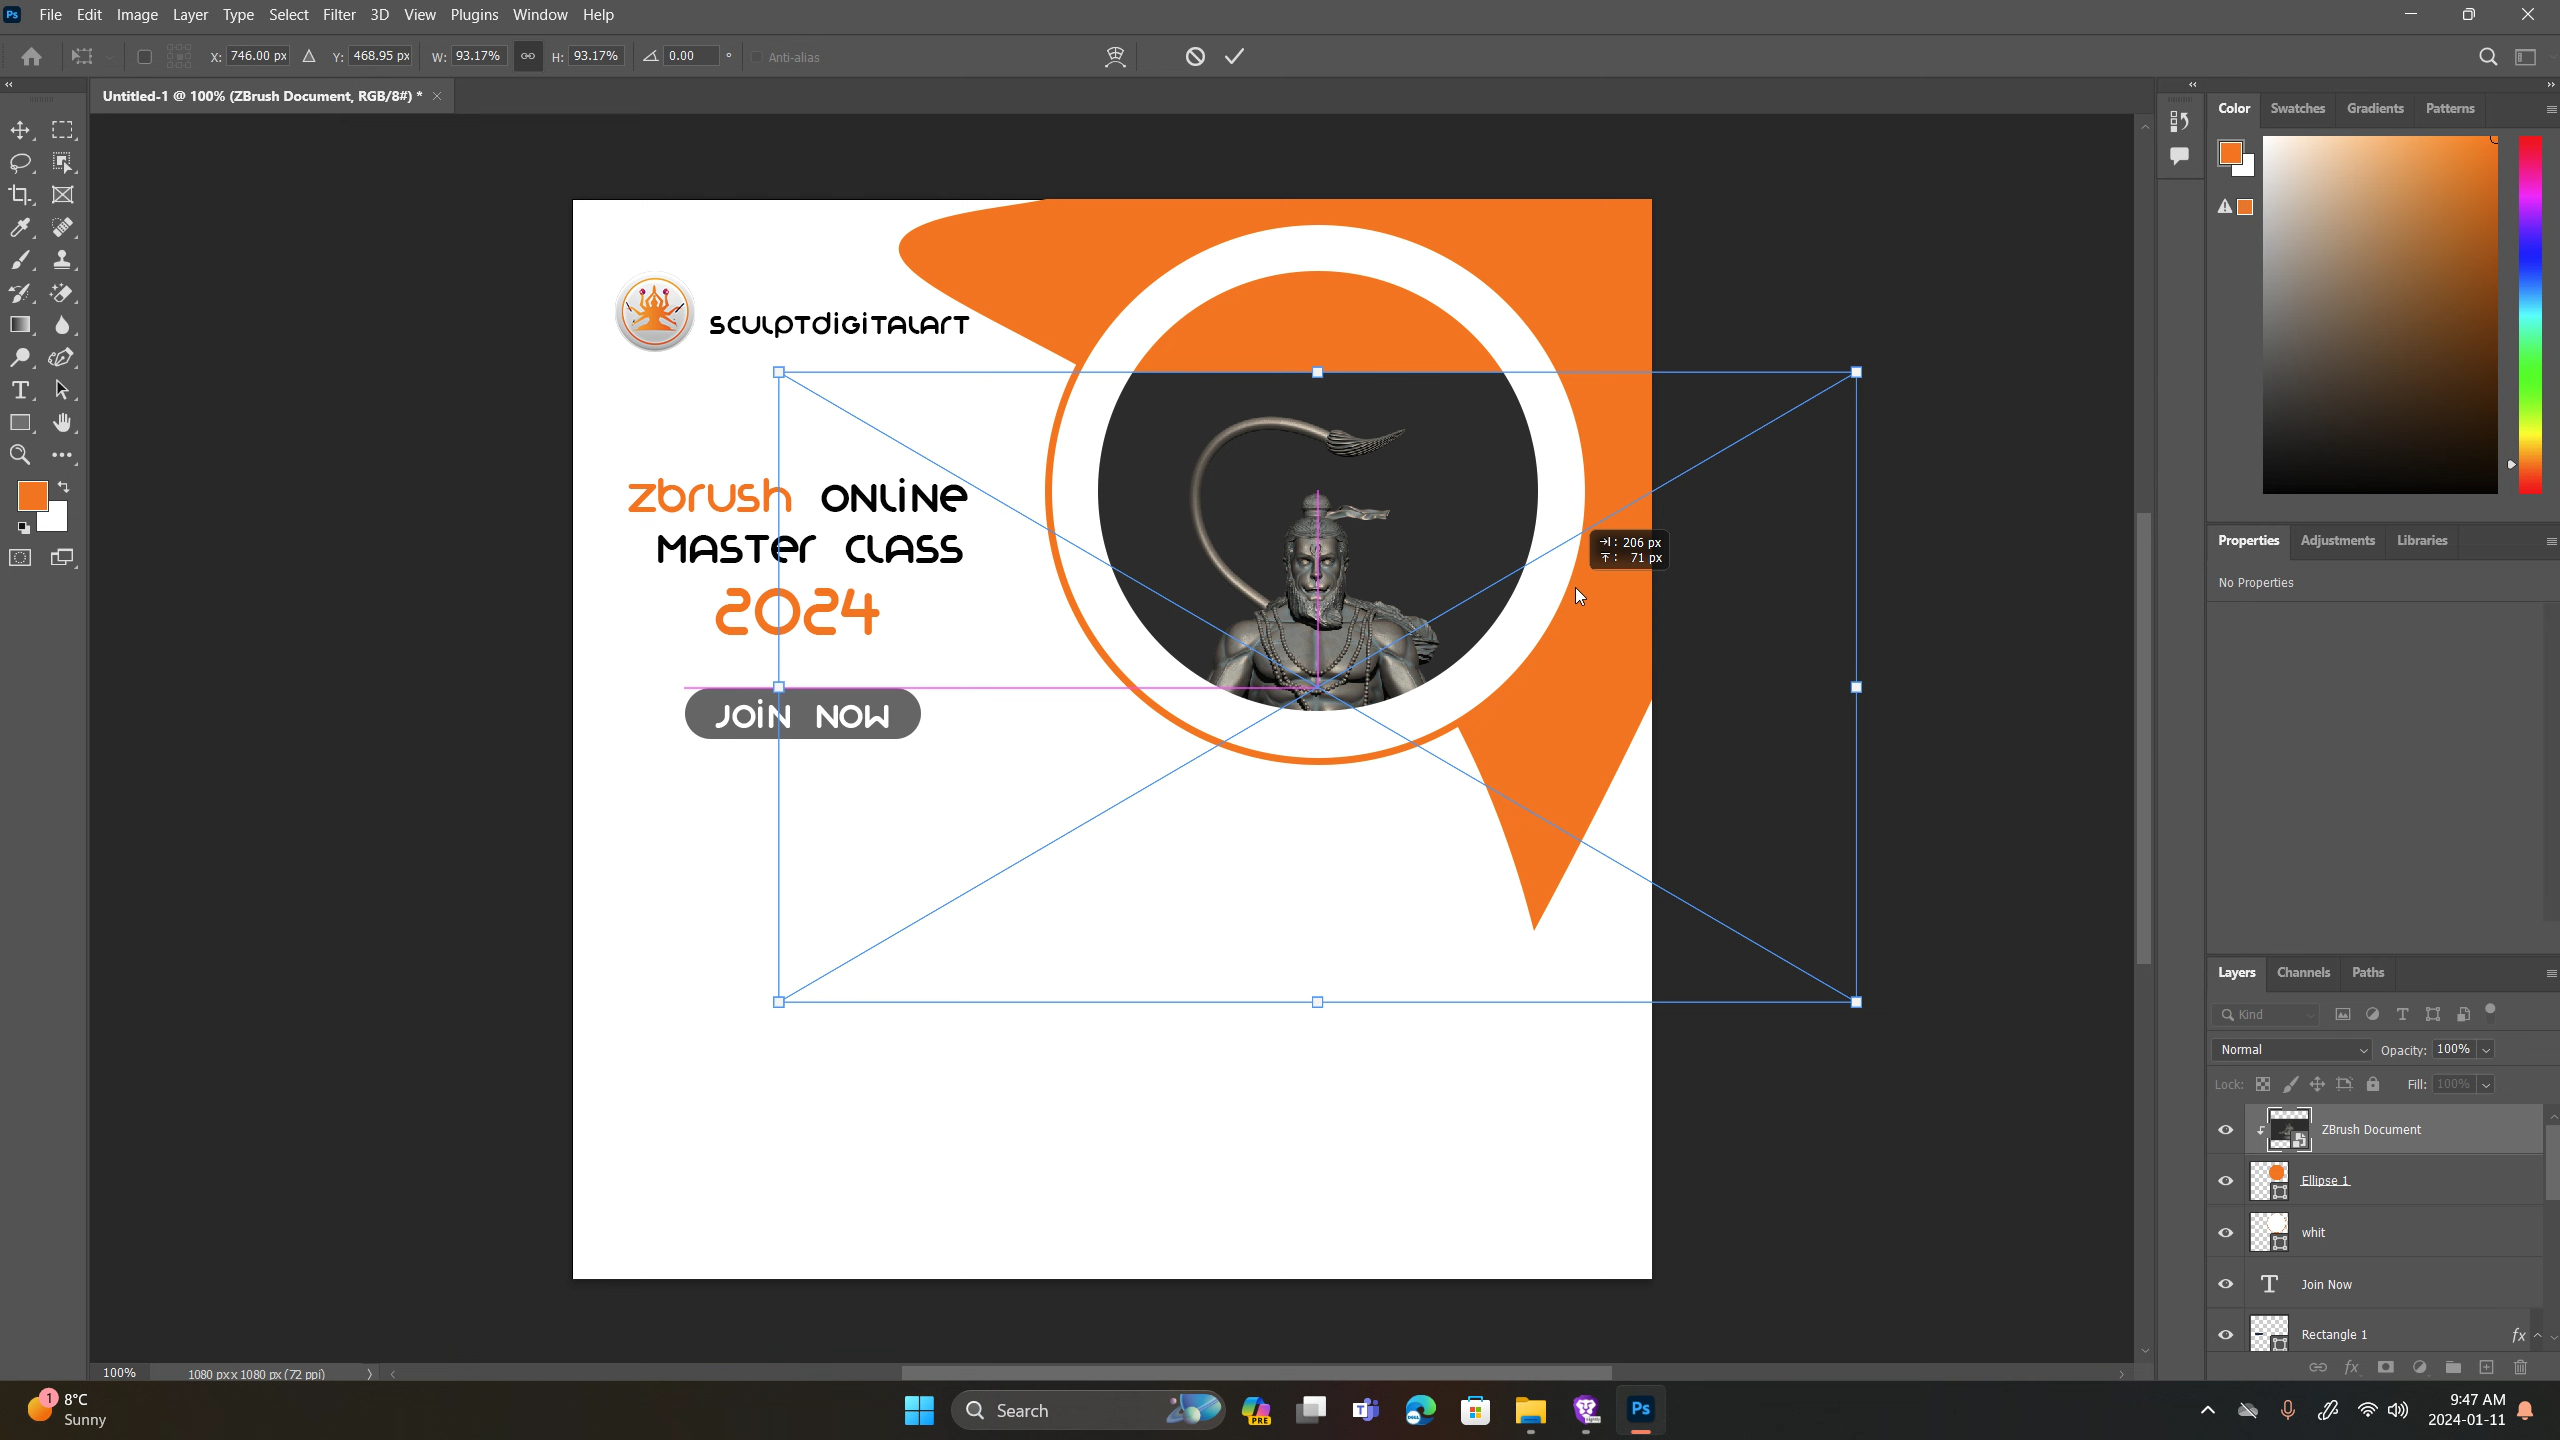 Ps File Edit Image Layer Type Select Filter 3D View Plugins Window Help
X: 746.00 px Y: 468.95 px W: 93.17% H: 93.17% 0.00 ° Anti-alias
Untitled-1 @ 100% (ZBrush Document, RGB/8#) *
Color Swatches Gradients Patterns
SCULPTDIGITALART
ZBRUSH ONLINE
MASTER CLASS
2024
JOIN NOW
206 px
71 px
Properties Adjustments Libraries
No Properties
Layers Channels Paths
Kind
Normal Opacity: 100%
Lock: Fill: 100%
ZBrush Document
Ellipse 1
whit
Join Now
Rectangle 1 fx
100% 1080 px x 1080 px (72 ppi)
1 8°C
Sunny
Search
PRE
Ps
9:47 AM
2024-01-11